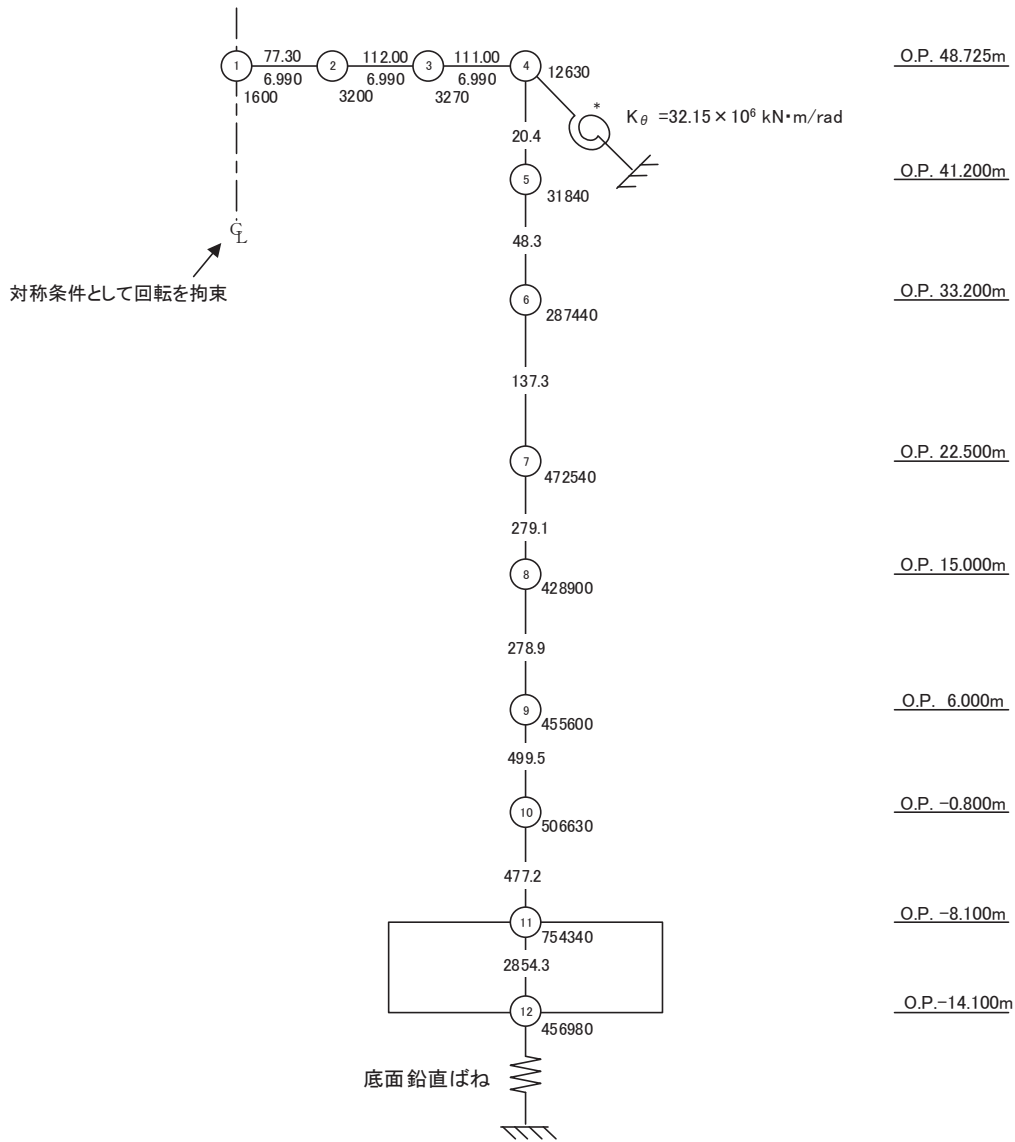 1 77.30 2 112.00 3 111.00 4 12630 O.P. 48.725m
6.990 6.990 6.990
1600 3200 3270
* Kθ =32.15×10⁶ kN・m/rad
20.4
5 O.P. 41.200m
31840
CL
48.3
対称条件として回転を拘束
6 O.P. 33.200m
287440
137.3
7 O.P. 22.500m
472540
279.1
8 O.P. 15.000m
428900
278.9
9 O.P. 6.000m
455600
499.5
10 O.P. -0.800m
506630
477.2
11 O.P. -8.100m
754340
2854.3
12 O.P.-14.100m
456980
底面鉛直ばね